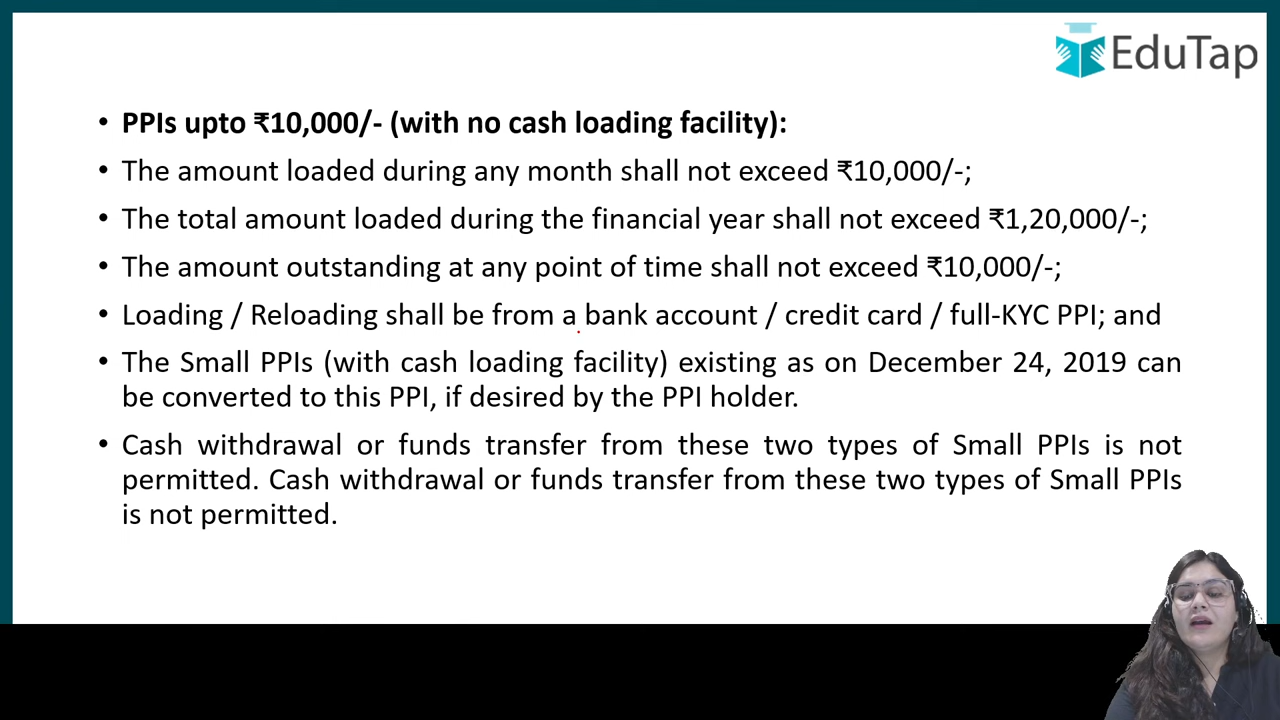 EduTap
• PPIs upto ₹10,000/- (with no cash loading facility):
• The amount loaded during any month shall not exceed ₹10,000/-;
• The total amount loaded during the financial year shall not exceed ₹1,20,000/-;
• The amount outstanding at any point of time shall not exceed ₹10,000/-;
• Loading / Reloading shall be from a bank account / credit card / full-KYC PPI; and
• The Small PPIs (with cash loading facility) existing as on December 24, 2019 can
be converted to this PPI, if desired by the PPI holder.
• Cash withdrawal or funds transfer from these two types of Small PPIs is not
permitted. Cash withdrawal or funds transfer from these two types of Small PPIs
is not permitted.